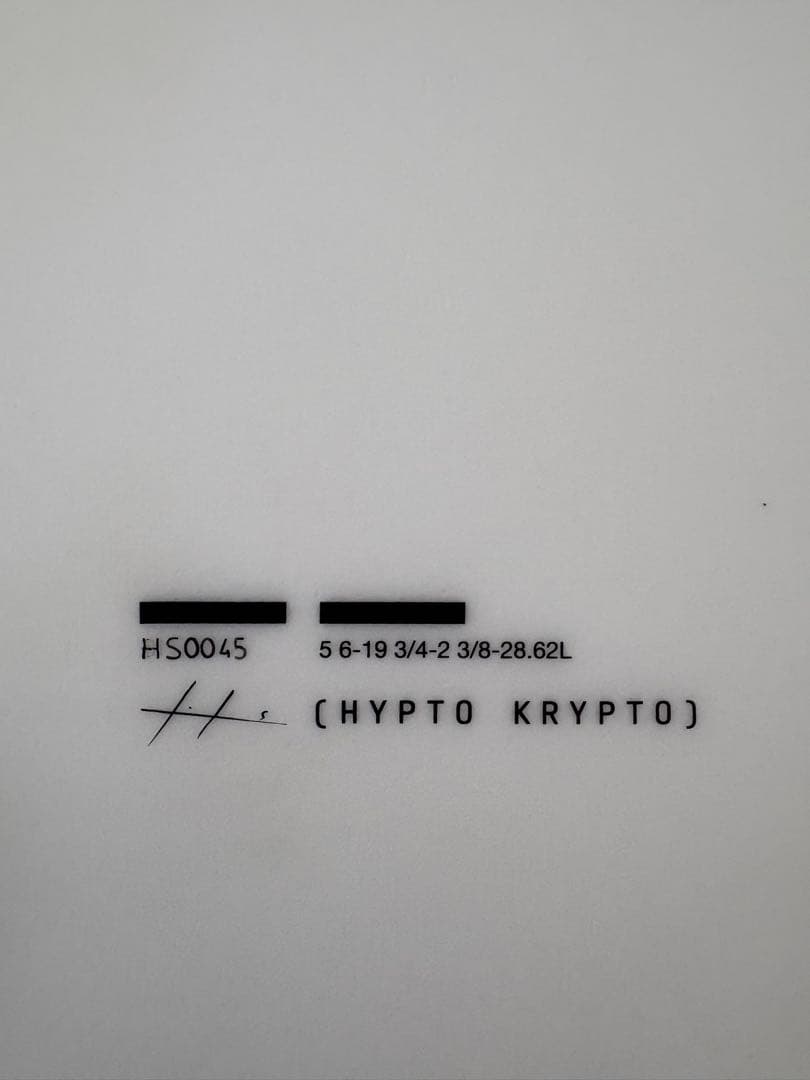 HS0045 5 6-19 3/4-2 3/8-28.62L
(HYPTO KRYPTO)